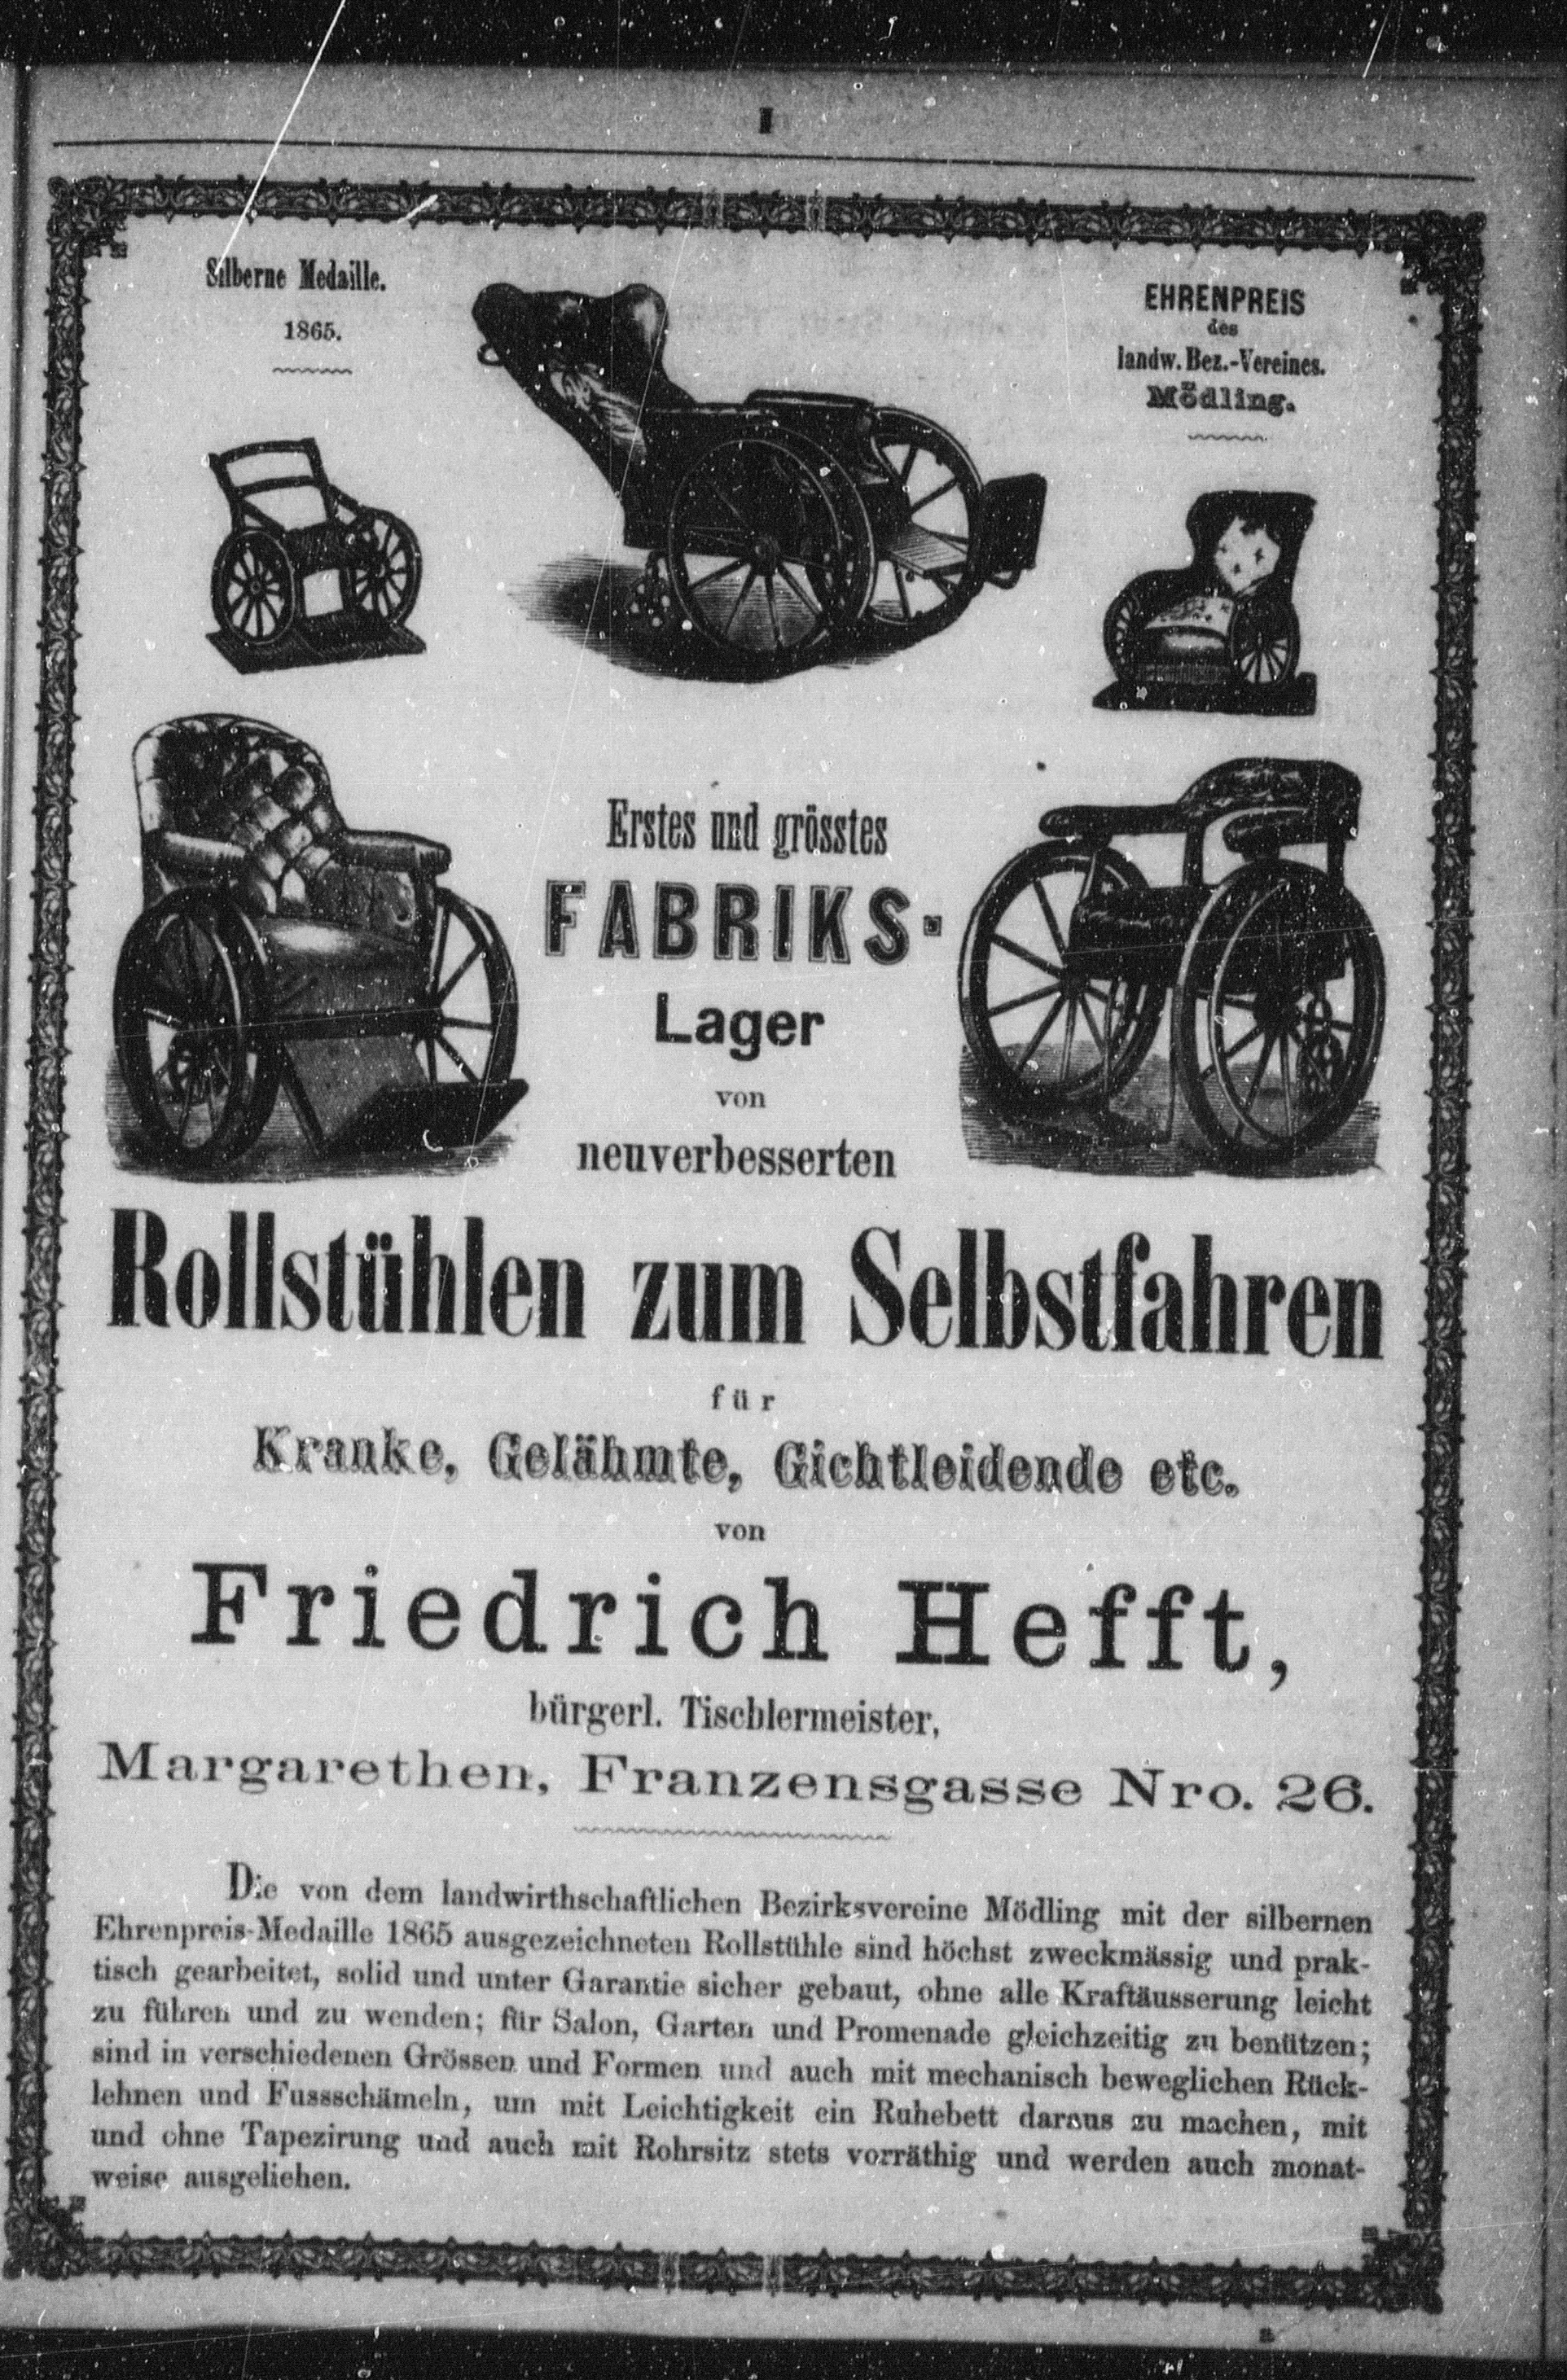 I
Silberne Medaille.
1865.
EHRENPREIS
des
landw. Bez.-Vereines.
Mödling.
Erstes und grösstes
FABRIKS-
Lager
von
neuverbesserten
Rollstühlen zum Selbstfahren
für
Kranke, Gelähmte, Gichtleidende etc.
von
Friedrich Hefft,
bürgerl. Tischlermeister,
Margarethen, Franzensgasse Nro. 26.
Die von dem landwirthschaftlichen Bezirksvereine Mödling mit der silbernen
Ehrenpreis-Medaille 1865 ausgezeichneten Rollstühle sind höchst zweckmässig und prak-
tisch gearbeitet, solid und unter Garantie sicher gebaut, ohne alle Kraftäusserung leicht
zu führen und zu wenden; für Salon, Garten und Promenade gleichzeitig zu benützen;
sind in verschiedenen Grössen und Formen und auch mit mechanisch beweglichen Rück-
lehnen und Fussschämeln, um mit Leichtigkeit ein Ruhebett daraus zu machen, mit
und ohne Tapezirung und auch mit Rohrsitz stets vorräthig und werden auch monat-
weise ausgeliehen.